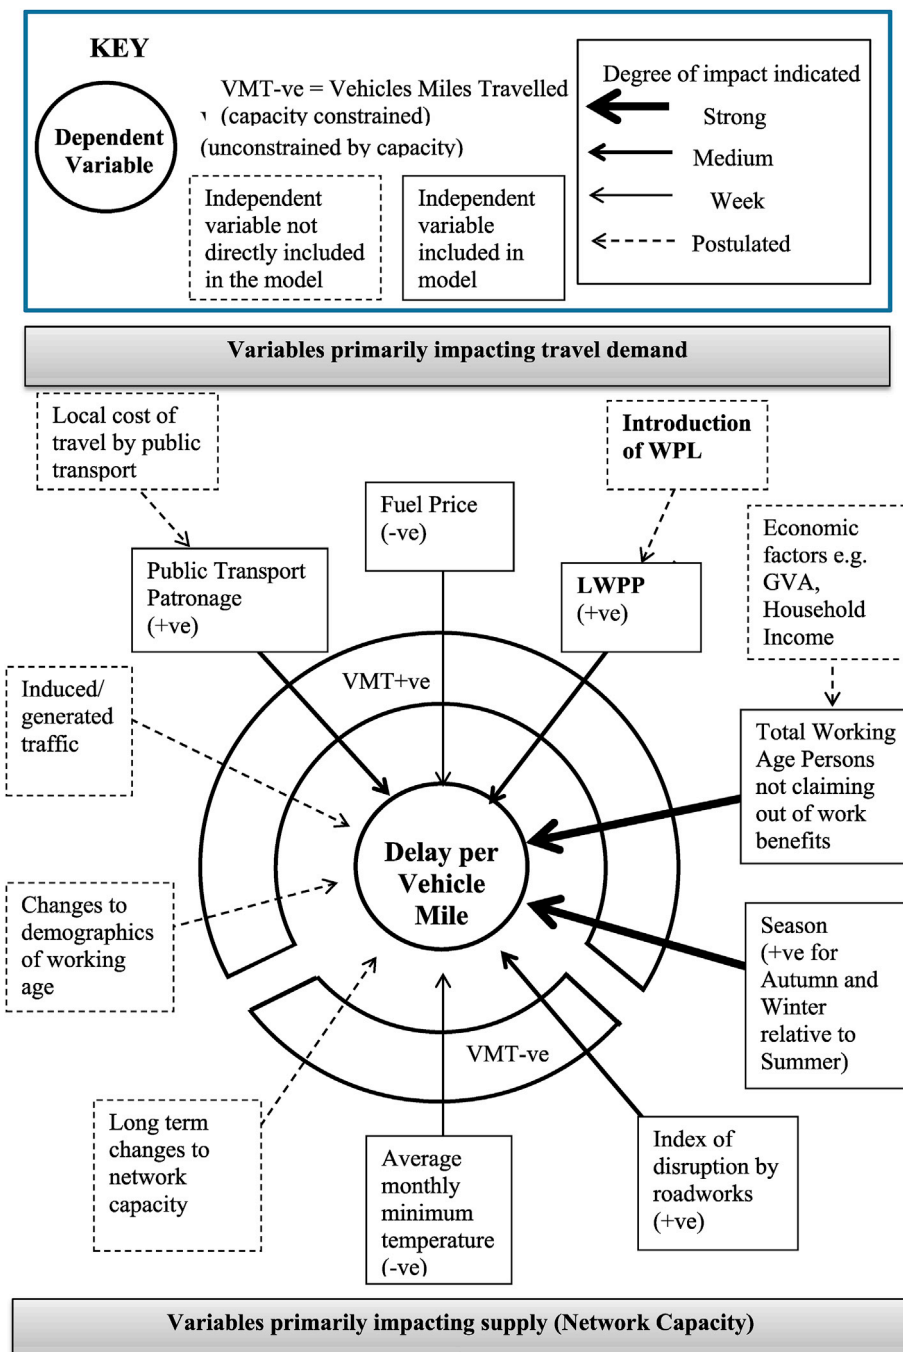 KEY
Dependent
Variable
VMT-ve = Vehicles Miles Travelled
(capacity constrained)
(unconstrained by capacity)
Independent
variable not
directly included
in the model
Independent
variable
included in
model
Degree of impact indicated
Strong
Medium
Week
Postulated
Variables primarily impacting travel demand
Local cost of
travel by public
transport
Introduction
of WPL
Fuel Price
(-ve)
Economic
factors e.g.
GVA,
Household
Income
Public Transport
Patronage
(+ve)
LWPP
(+ve)
VMT+ve
Induced/
generated
traffic
Total Working
Age Persons
not claiming
out of work
benefits
Delay per
Vehicle
Mile
Changes to
demographics
of working
age
Season
(+ve for
Autumn and
Winter
relative to
Summer)
VMT-ve
Long term
changes to
network
capacity
Average
monthly
minimum
temperature
(-ve)
Index of
disruption by
roadworks
(+ve)
Variables primarily impacting supply (Network Capacity)